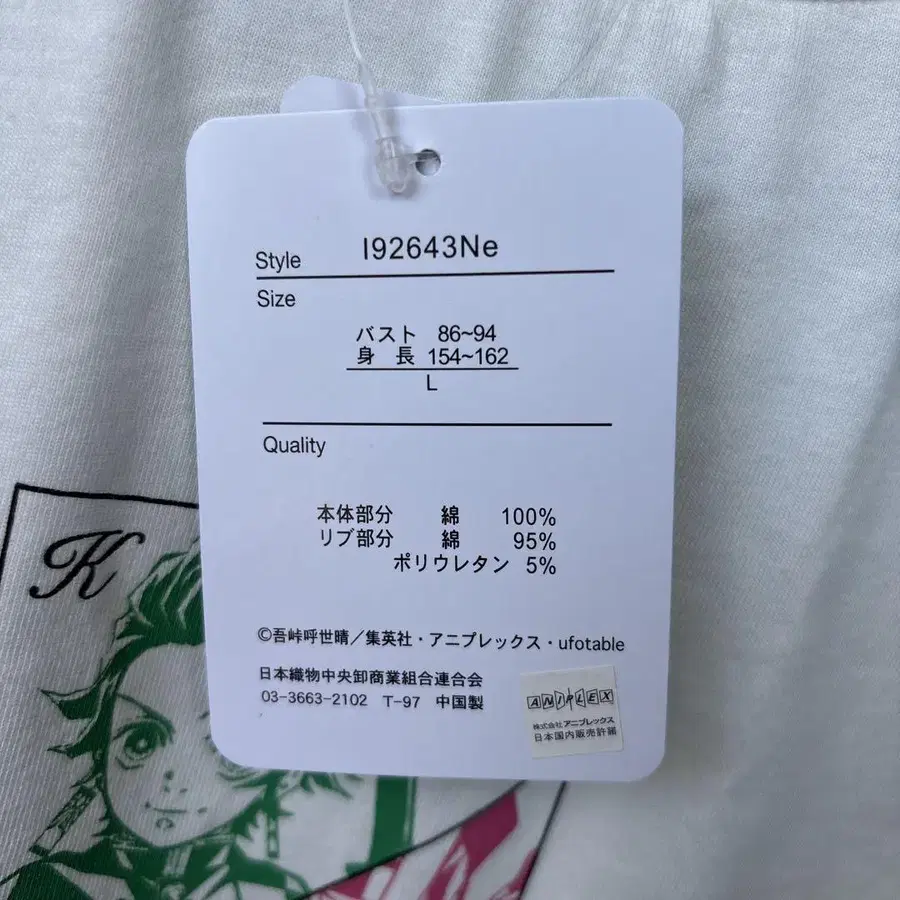 Style I92643Ne
Size
バスト 86~94
身 長 154~162
L
Quality
本体部分 綿 100%
リブ部分 綿 95%
ポリウレタン 5%
©吾峠呼世晴／集英社・アニプレックス・ufotable
日本織物中央卸商業組合連合会
03-3663-2102 T-97 中国製
ANIPLEX
株式会社 アニプレックス
日本国内販売許諾
K